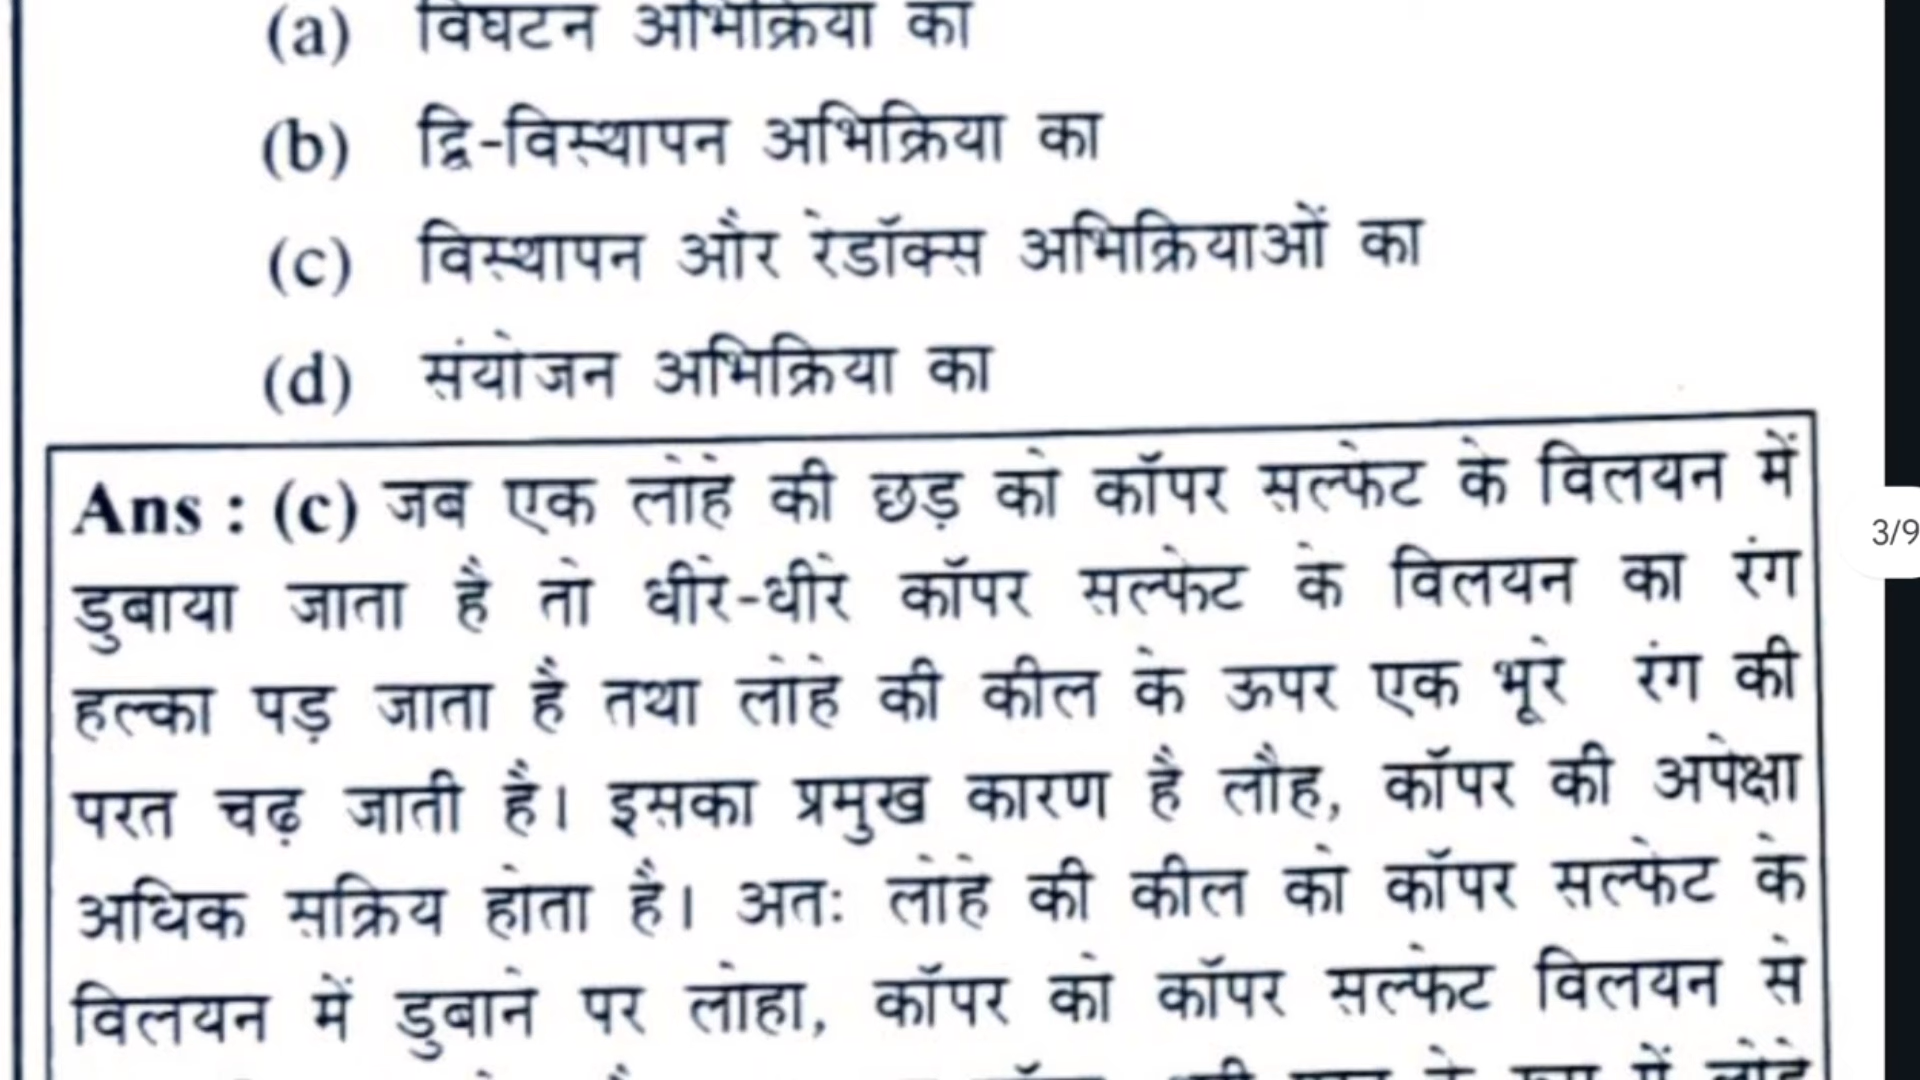 (a) विघटन अभिक्रिया का
(b) द्वि-विस्थापन अभिक्रिया का
(c) विस्थापन और रेडॉक्स अभिक्रियाओं का
(d) संयोजन अभिक्रिया का
Ans : (c) जब एक लोहे की छड़ को कॉपर सल्फेट के विलयन में
डुबाया जाता है तो धीरे-धीरे कॉपर सल्फेट के विलयन का रंग
3/9
हल्का पड़ जाता है तथा लोहे की कील के ऊपर एक भूरे रंग की
परत चढ़ जाती है। इसका प्रमुख कारण है लौह, कॉपर की अपेक्षा
अधिक सक्रिय होता है। अतः लोहे की कील को कॉपर सल्फेट के
विलयन में डुबाने पर लोहा, कॉपर को कॉपर सल्फेट विलयन से